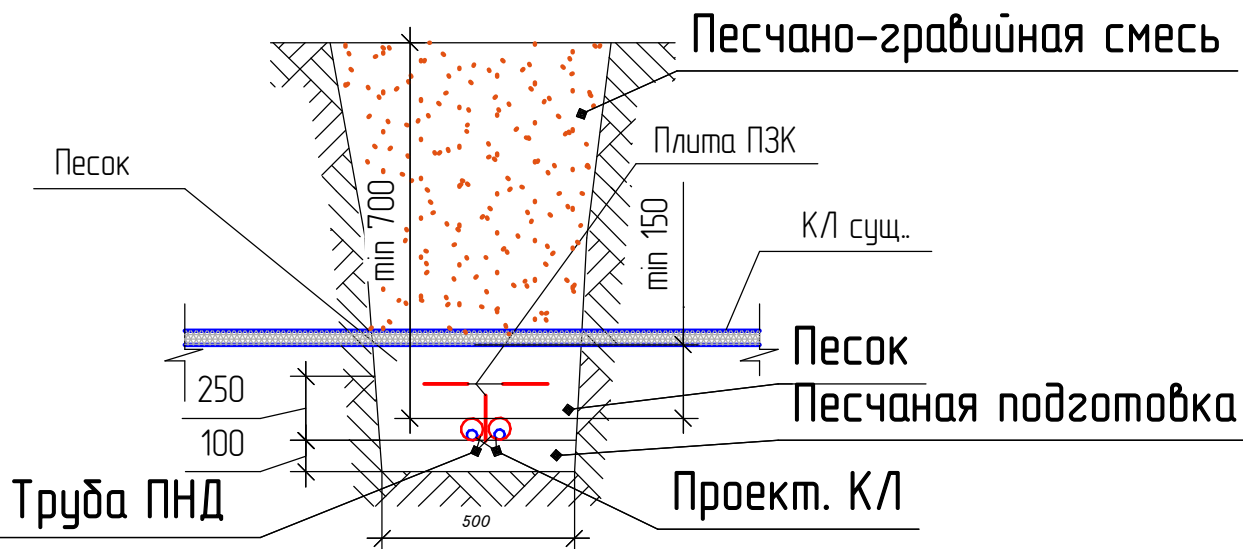 Песчано-гравийная смесь
Плита ПЗК
Песок
min 700
min 150
КЛ сущ..
Песок
250
Песчаная подготовка
100
Труба ПНД
Проект. КЛ
500